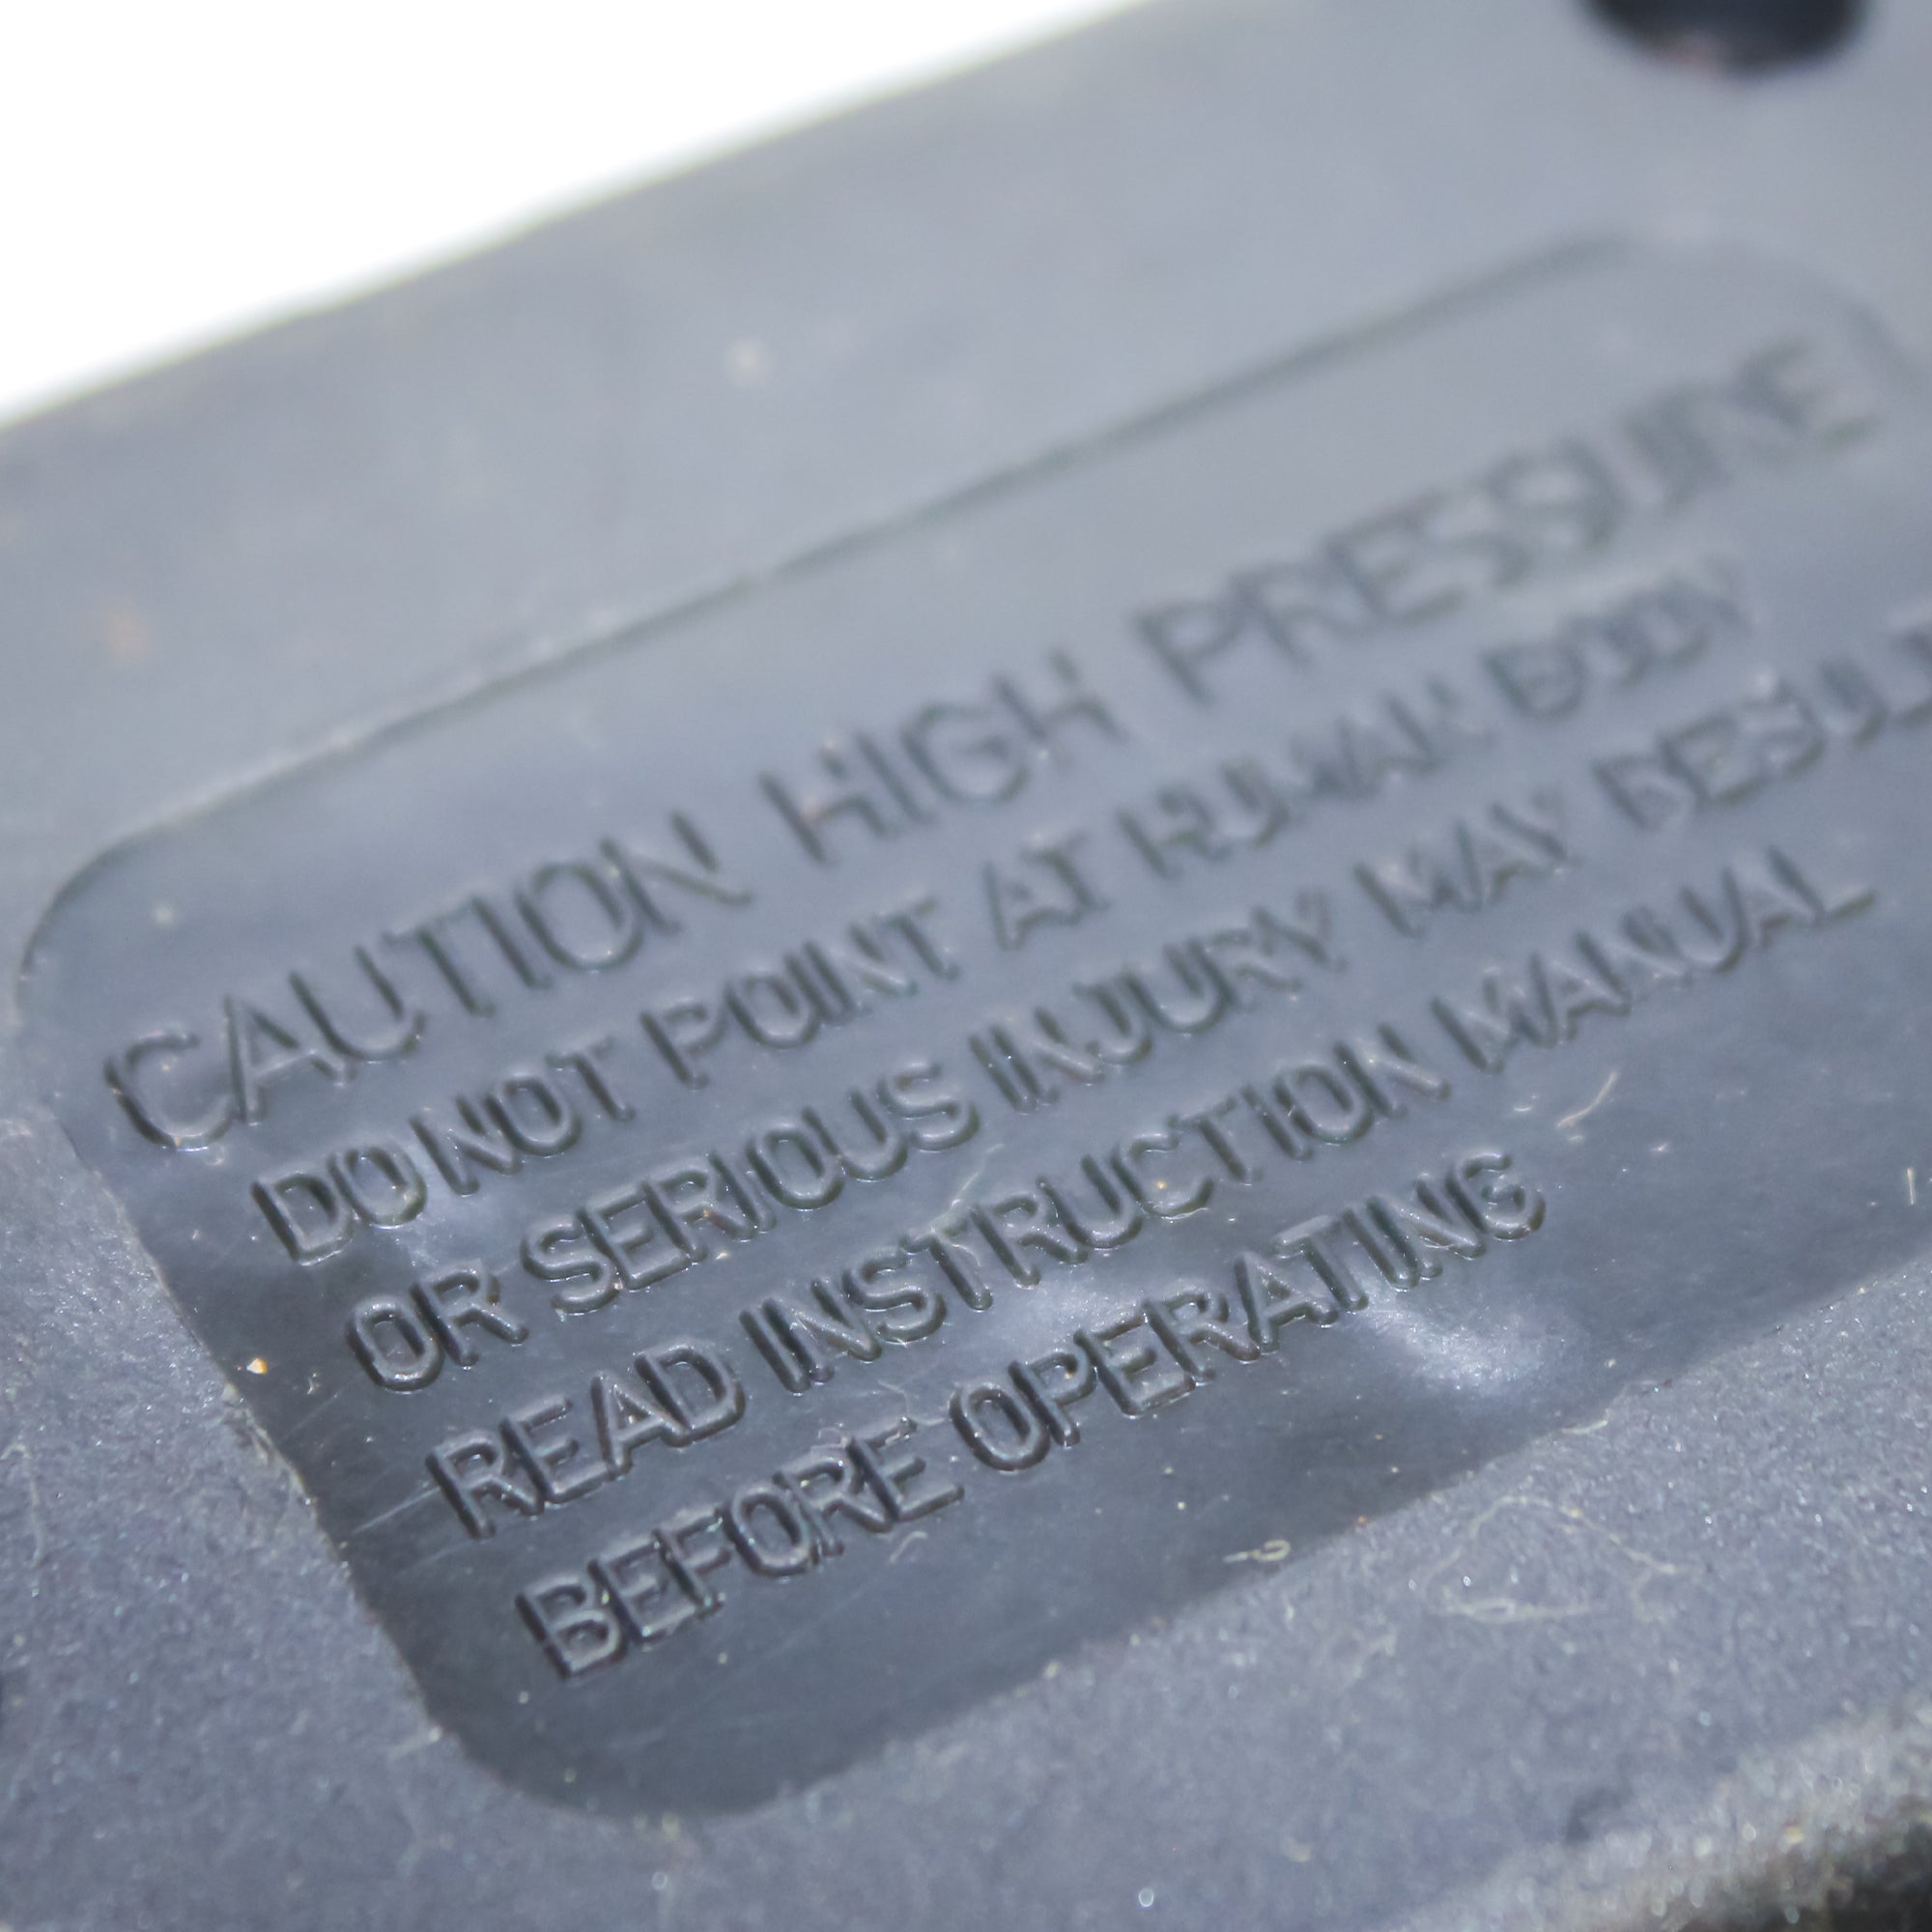 CAUTION HIGH PRESSURE
DO NOT POINT AT HUMAN BODY
OR SERIOUS INJURY MAY RESULT
READ INSTRUCTION MANUAL
BEFORE OPERATING